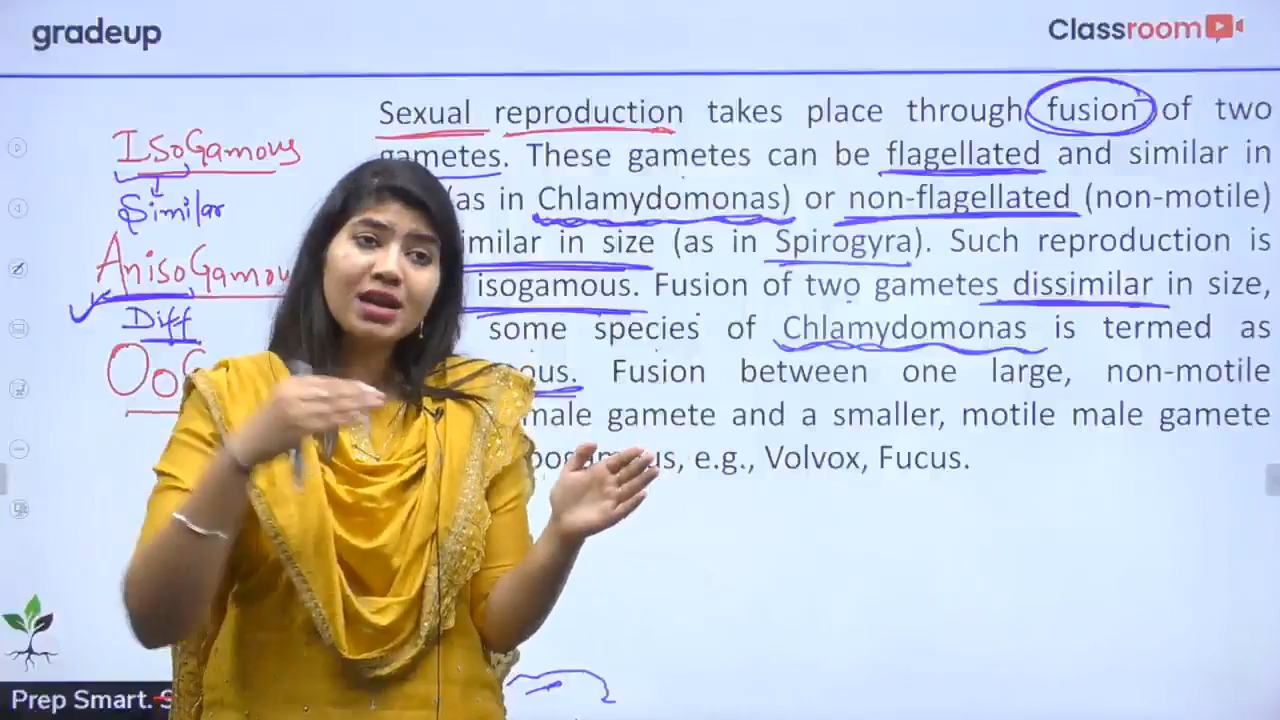 gradeup
Classroom
IsoGamous
Similar
AnisoGamou
Diff
Sexual reproduction takes place through fusion of two
gametes. These gametes can be flagellated and similar in
(as in Chlamydomonas) or non-flagellated (non-motile)
similar in size (as in Spirogyra). Such reproduction is
isogamous. Fusion of two gametes dissimilar in size,
some species of Chlamydomonas is termed as
Fusion between one large, non-motile
male gamete and a smaller, motile male gamete
e.g., Volvox, Fucus.
Prep Smart.